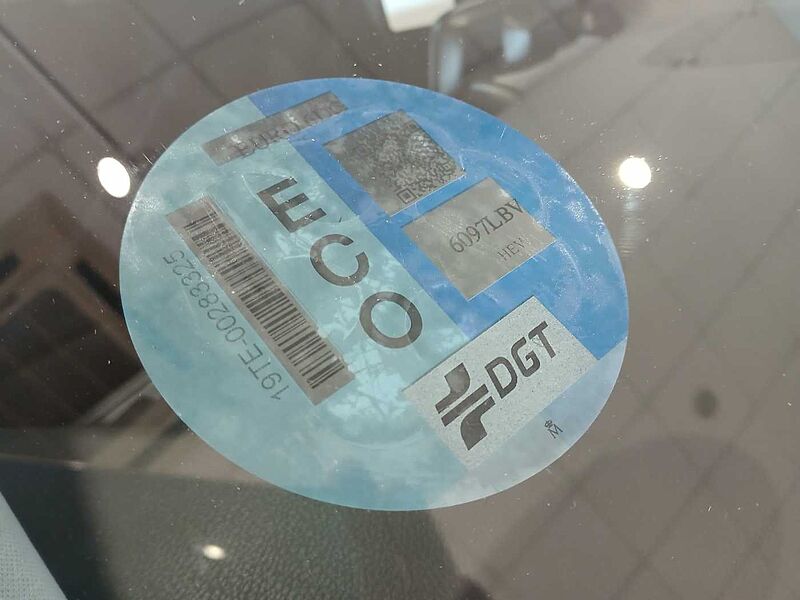 ECO
6097LBV
HEV
19TE-00283325
DGT
M